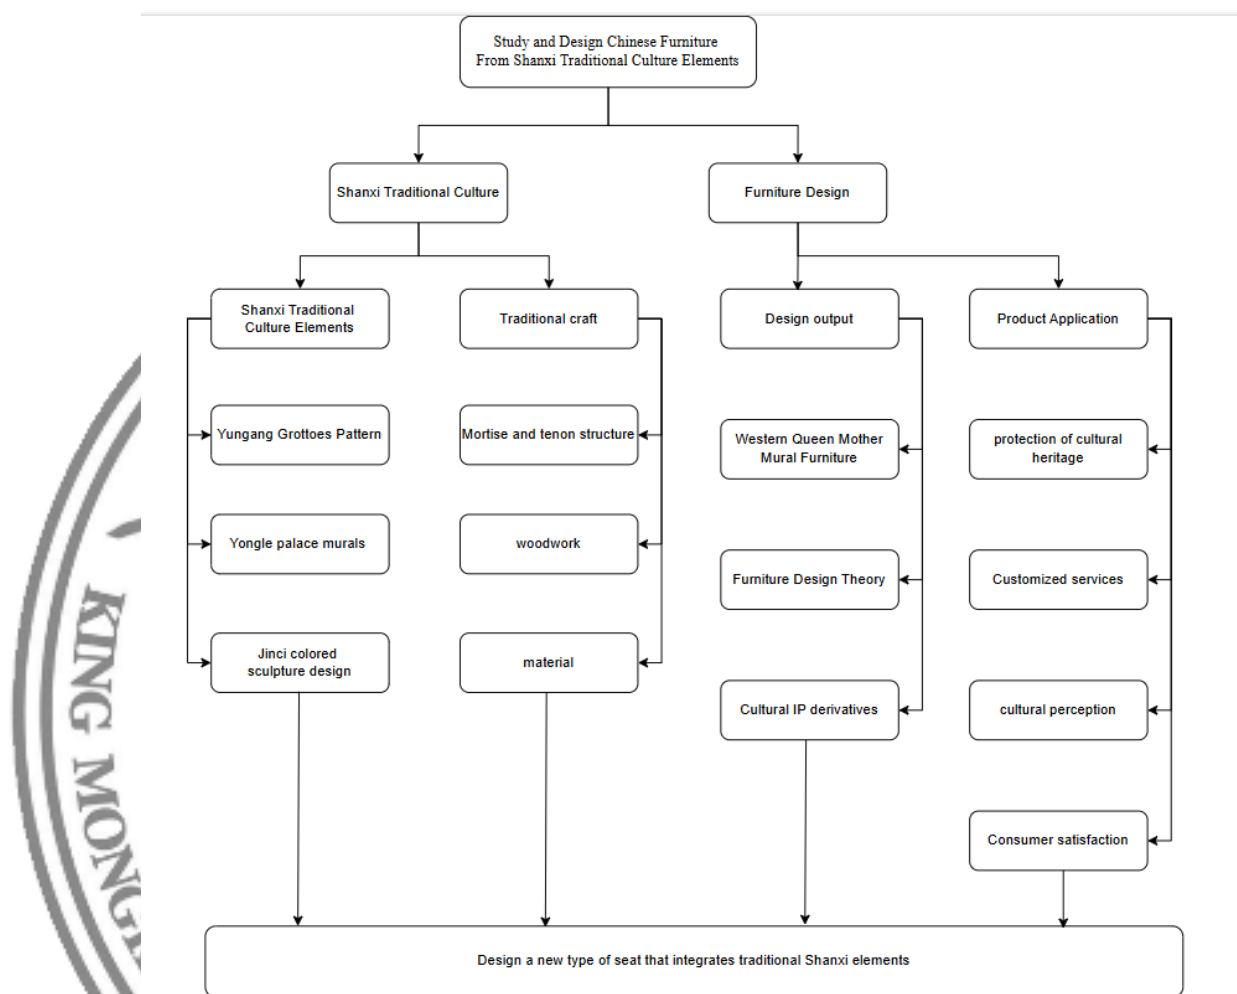 Study and Design Chinese Furniture
From Shanxi Traditional Culture Elements
Shanxi Traditional Culture
Furniture Design
Shanxi Traditional
Culture Elements
Traditional craft
Design output
Product Application
Yungang Grottoes Pattern
Mortise and tenon structure
Western Queen Mother
Mural Furniture
protection of cultural
heritage
Yongle palace murals
woodwork
Furniture Design Theory
Customized services
Jinci colored
sculpture design
material
Cultural IP derivatives
cultural perception
Consumer satisfaction
Design a new type of seat that integrates traditional Shanxi elements
KING MONG